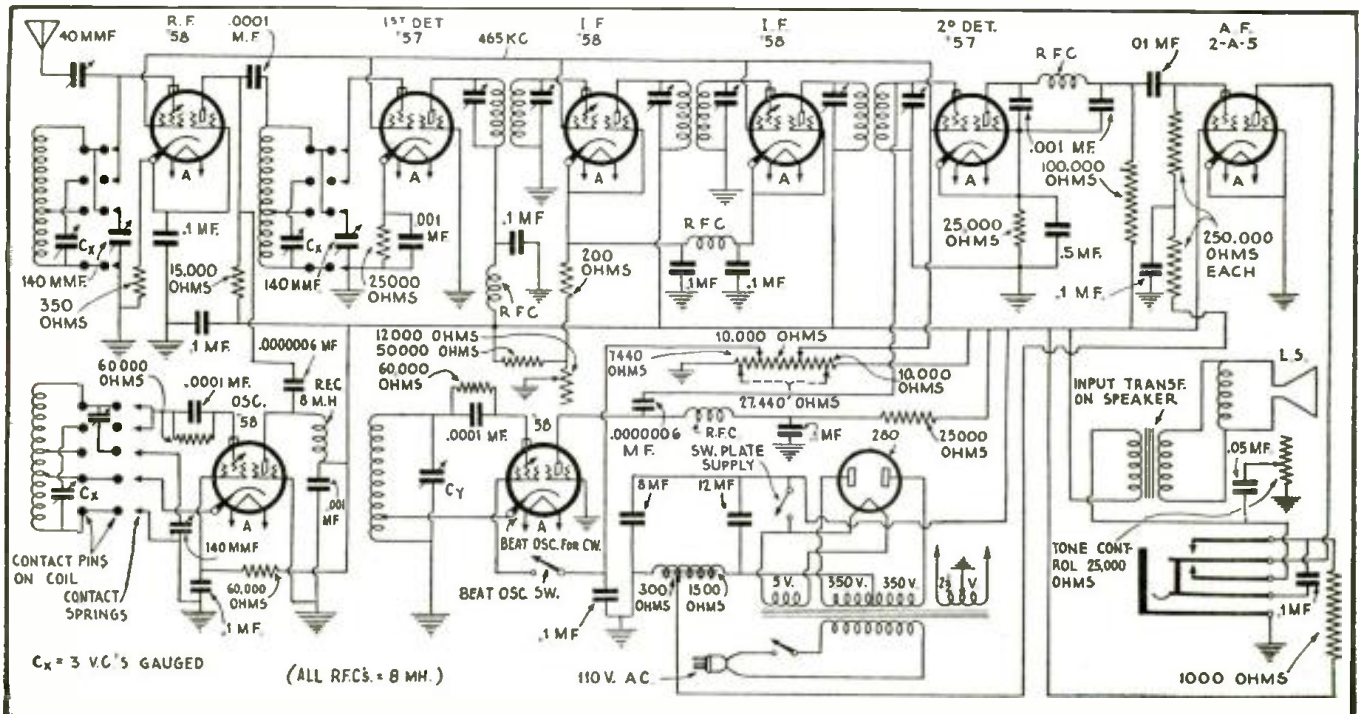 40 MMF
R.F.
'58
.0001
M.F.
1ST DET
'57
465 KC
I.F
'58
I.F.
'58
2D DET.
'57
R F C
01 MF
A.F.
2-A-5
A
A
A
A
A
A
CX
140 MMF.
350
OHMS
.1 MF.
15,000
OHMS
CX
140 MMF
25000
OHMS
.001
MF.
.1 MF
R F C
200
OHMS
R F C
.1 MF
.1 MF.
25,000
OHMS
.5 MF.
.001 MF.
100,000
OHMS
250.000
OHMS
EACH
.1 MF
.1 MF
60,000
OHMS
.0001 MF.
.0000006 MF
OSC.
'58
R.F.C
8 M.H
12000 OHMS
50000 OHMS
60,000
OHMS
10.000 OHMS
7440
OHMS
10,000
OHMS
27.440 OHMS
INPUT TRANSF.
ON SPEAKER
L.S.
CX
A
.001
MF
140 MMF
CONTACT PINS
ON COIL
CONTACT
SPRINGS
60,000
OHMS
.1 MF.
.0001 MF.
'58
CY
A
BEAT OSC. FOR CW.
BEAT OSC. SW.
.0000006
M F.
R.F.C
MF
25000
OHMS
SW. PLATE
SUPPLY
280
8 MF
12 MF
300
OHMS
1500
OHMS
5 V.
350 V.
350 V.
2½ V
.1 MF
110 V. A.C.
.05 MF.
TONE CONT-
ROL 25,000
OHMS
.1 MF
1000 OHMS
CX = 3 V.C'S GAUGED
(ALL R.F.C'S. = 8 MH.)